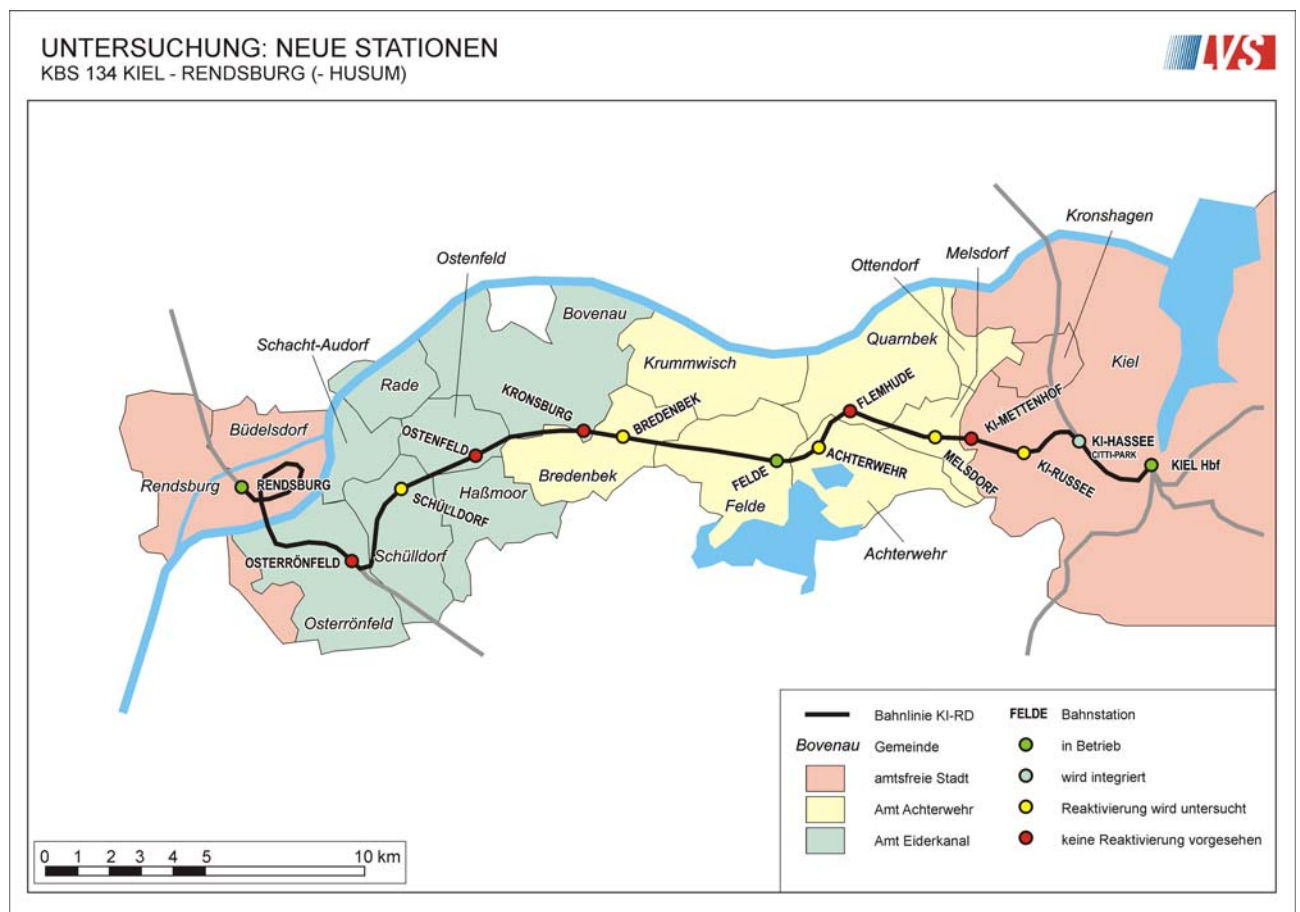 UNTERSUCHUNG: NEUE STATIONEN
KBS 134 KIEL - RENDSBURG (- HUSUM)
LVS
Kronshagen
Melsdorf
Ostenfeld
Ottendorf
Bovenau
Quarnbek
Schacht-Audorf
Krummwisch
Kiel
Rade
FLEMHUDE
KRONSBURG
BREDENBEK
KI-METTENHOF
Büdelsdorf
OSTENFELD
KI-HASSEE
CITTI-PARK
KIEL Hbf
Rendsburg
RENDSBURG
Bredenbek
FELDE
ACHTERWEHR
MELSDORF
KI-RUSSEE
SCHÜLLDORF
Haßmoor
Felde
Achterwehr
OSTERRÖNFELD
Schülldorf
Osterrönfeld
Bahnlinie KI-RD
FELDE Bahnstation
Bovenau Gemeinde
in Betrieb
amtsfreie Stadt
wird integriert
Amt Achterwehr
Reaktivierung wird untersucht
Amt Eiderkanal
keine Reaktivierung vorgesehen
0 1 2 3 4 5 10 km